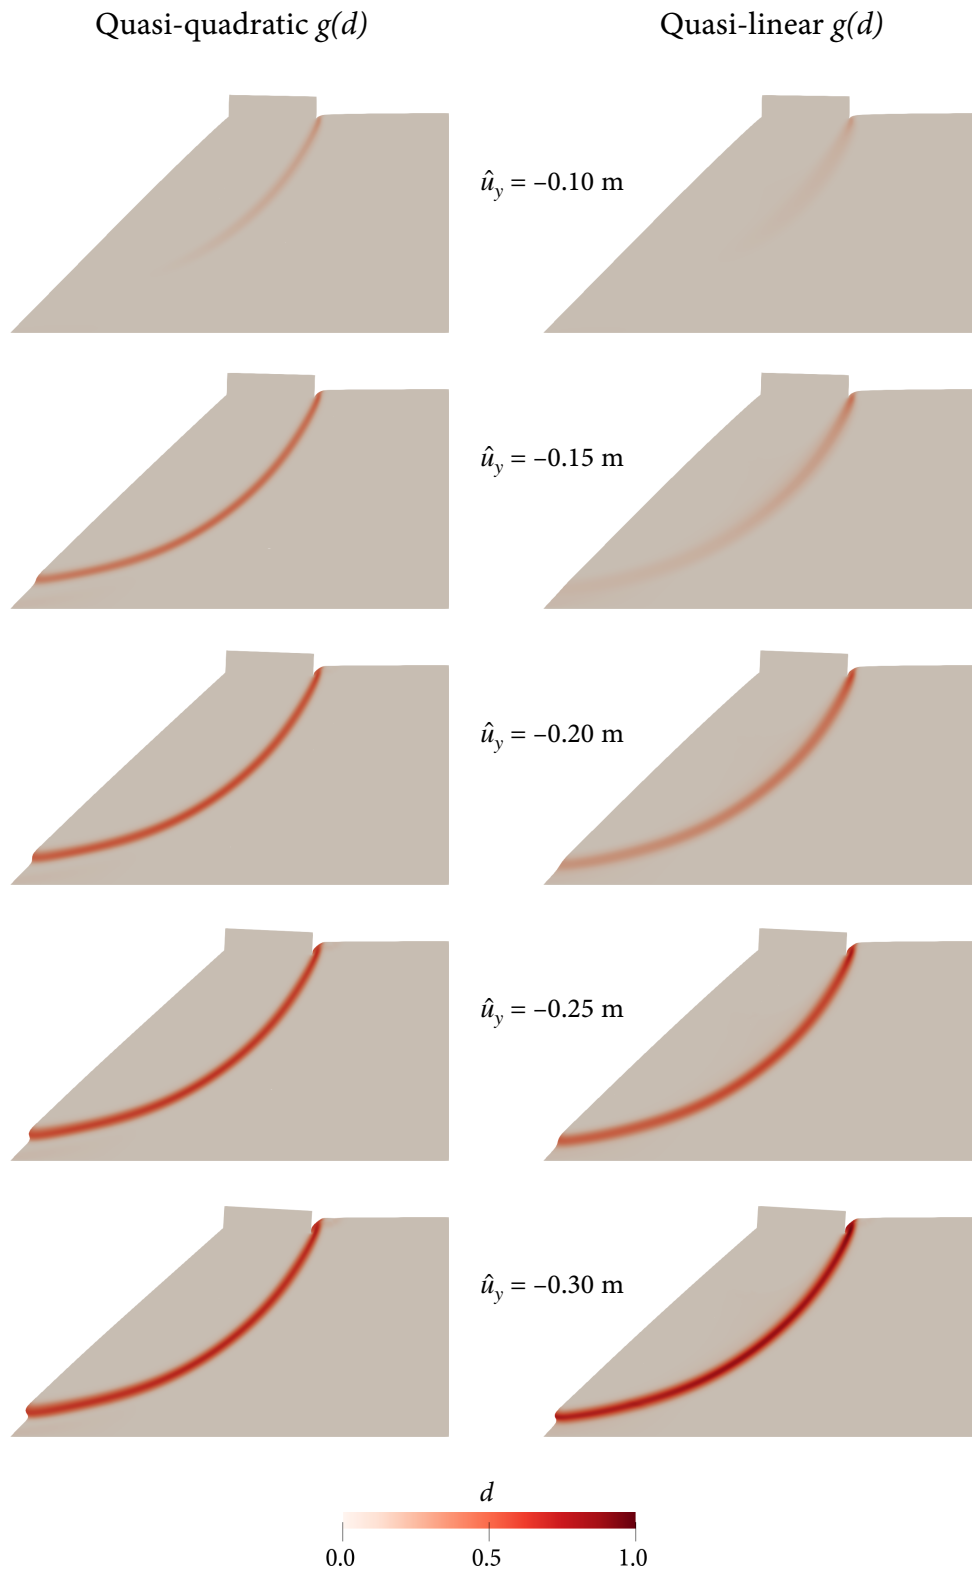 Quasi-quadratic g(d) Quasi-linear g(d)
û_y = –0.10 m
û_y = –0.15 m
û_y = –0.20 m
û_y = –0.25 m
û_y = –0.30 m
d
0.0 0.5 1.0